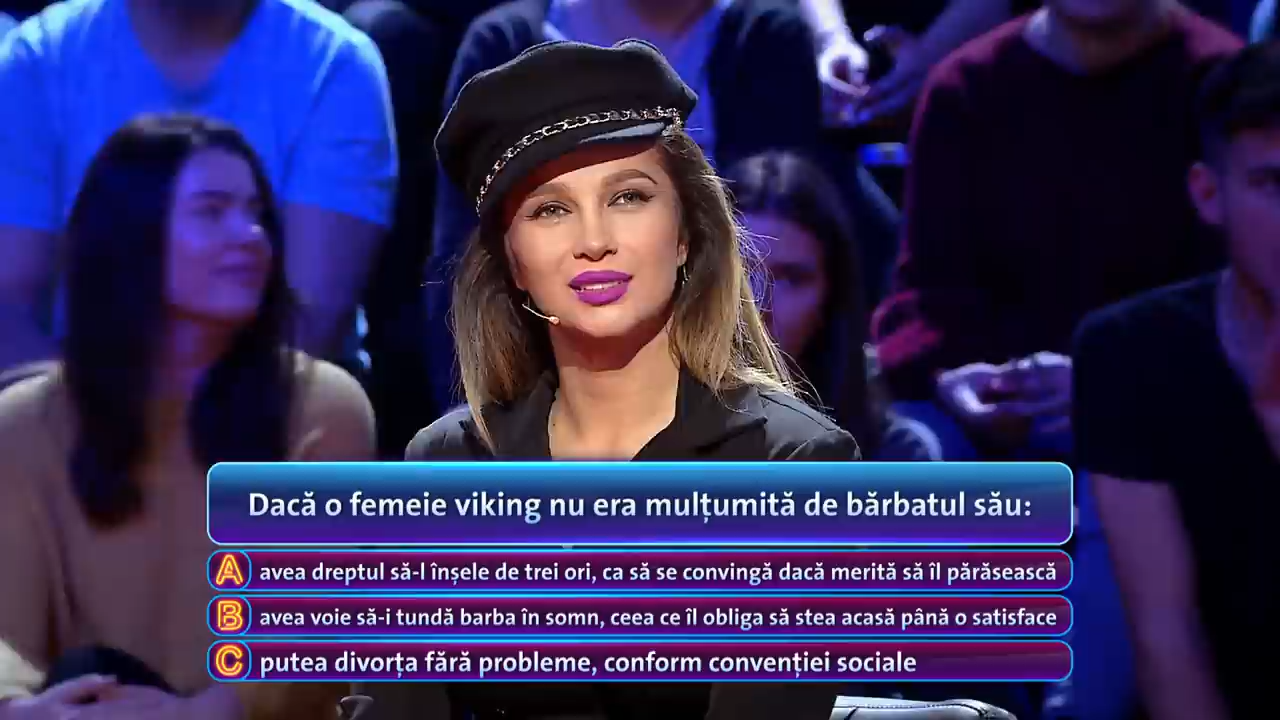 Dacă o femeie viking nu era mulțumită de bărbatul său:
A avea dreptul să-l înșele de trei ori, ca să se convingă dacă merită să îl părăsească
B avea voie să-i tundă barba în somn, ceea ce îl obliga să stea acasă până o satisface
C putea divorța fără probleme, conform convenției sociale